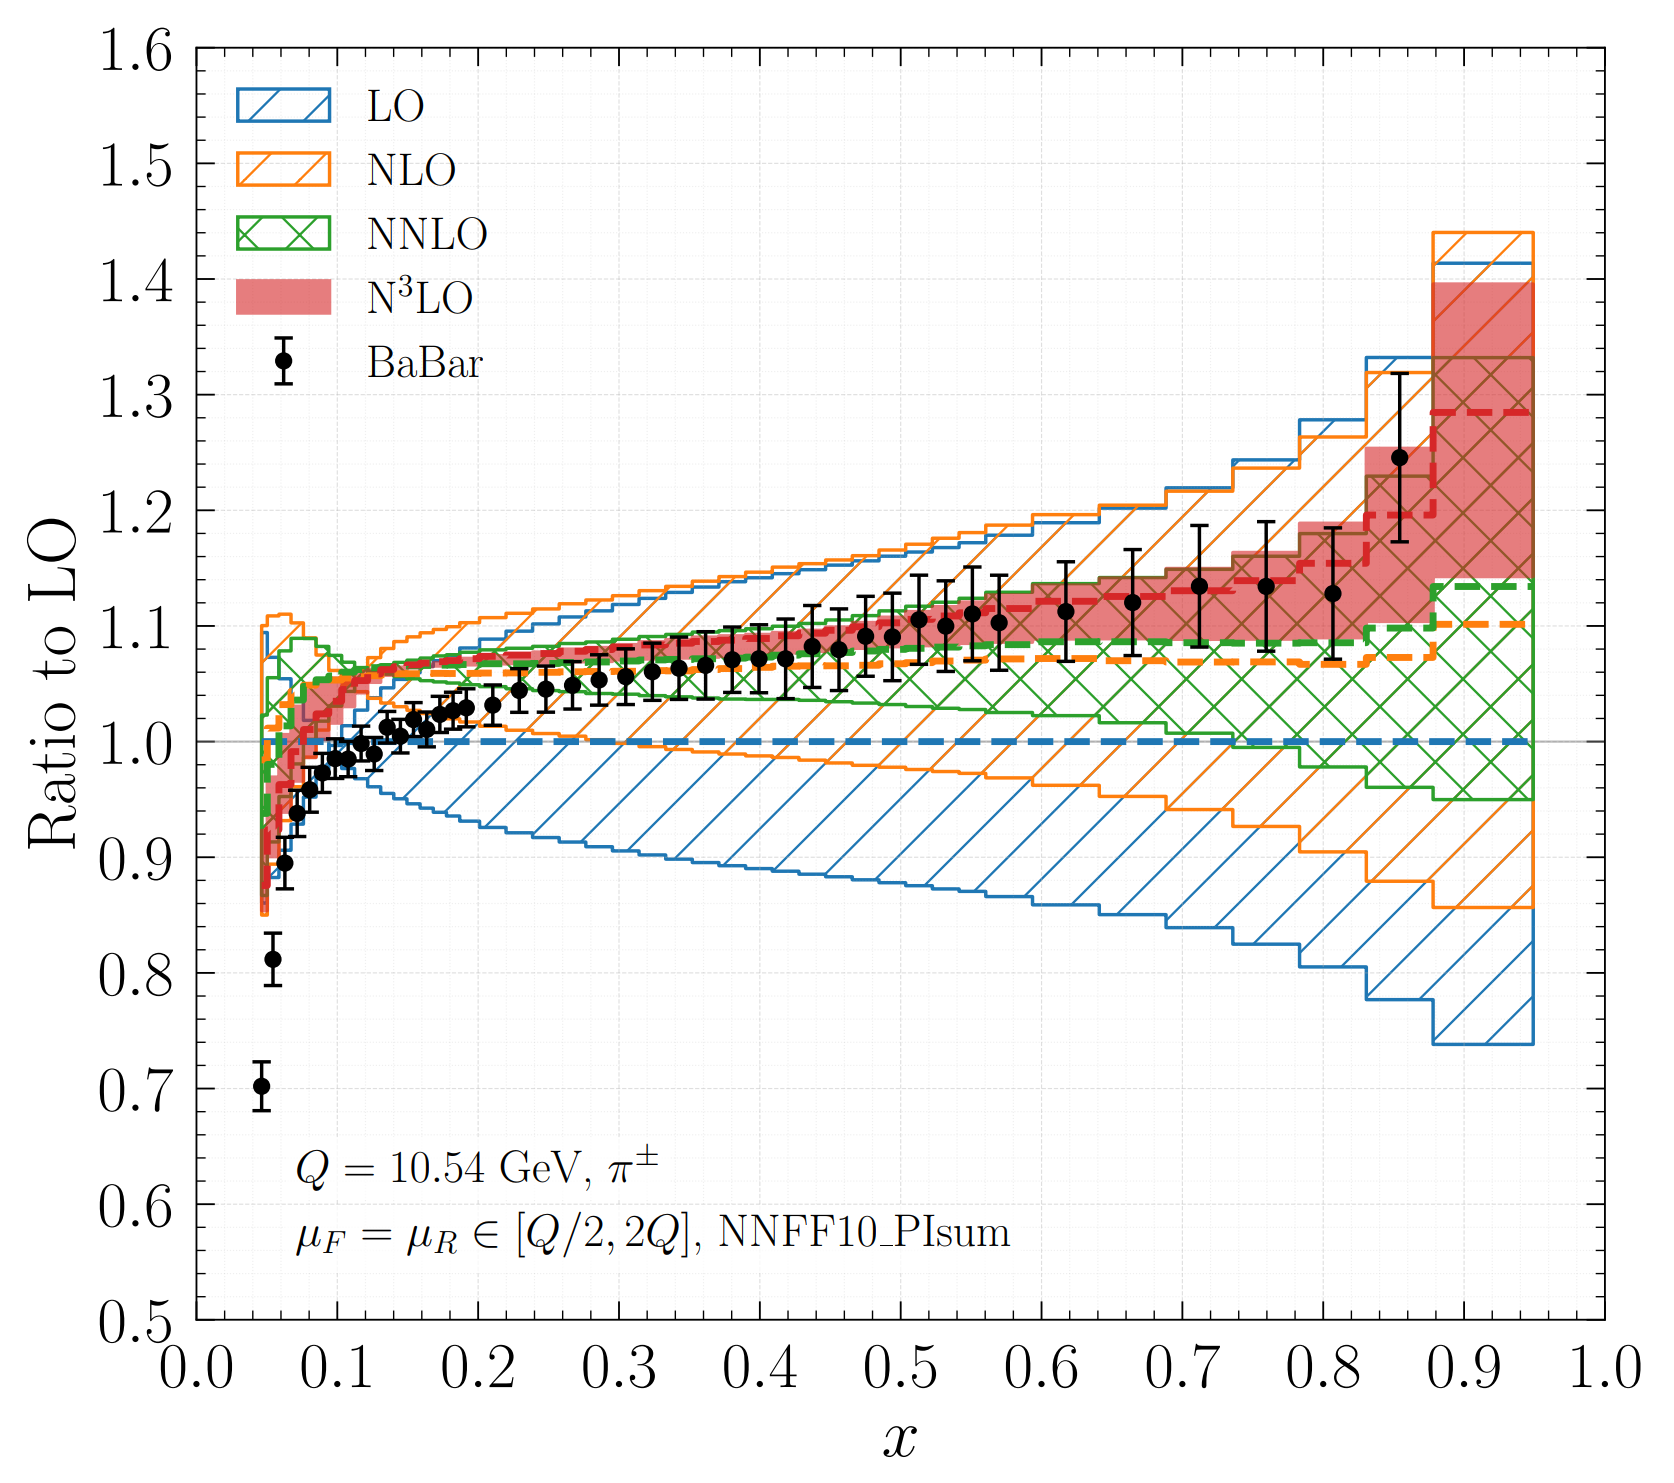 1.6
1.5
1.4
1.3
1.2
1.1
1.0
0.9
0.8
0.7
0.6
0.5
Ratio to LO
LO
NLO
NNLO
N³LO
BaBar
Q = 10.54 GeV, π±
μ_F = μ_R ∈ [Q/2, 2Q], NNFF10_PIsum
0.0 0.1 0.2 0.3 0.4 0.5 0.6 0.7 0.8 0.9 1.0
x